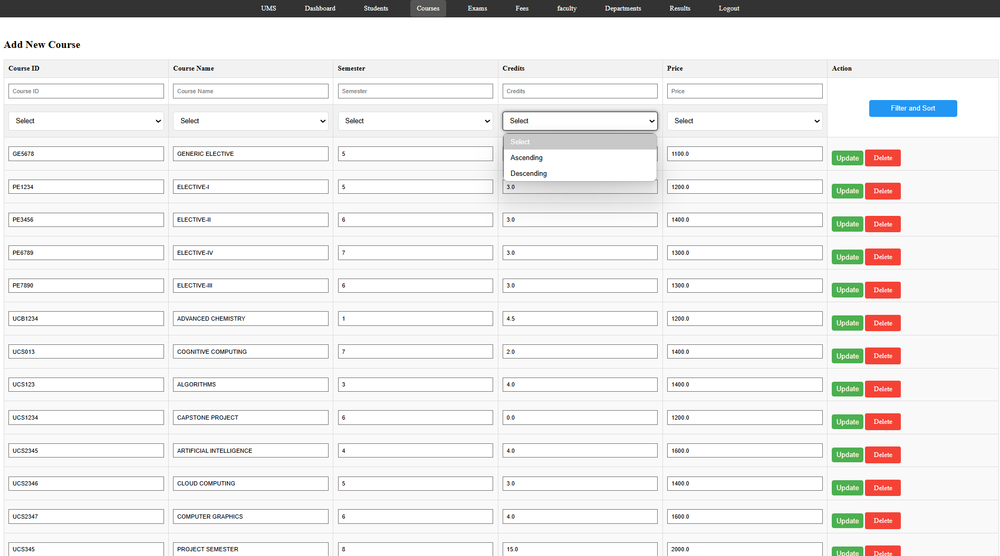 UMS Dashboard Students Courses Exams Fees faculty Departments Results Logout
Add New Course
Course ID Course Name Semester Credits Price Action
Course ID Course Name Semester Credits Price
Filter and Sort
Select Select Select Select Select
Select
Ascending
Descending
GE5678 GENERIC ELECTIVE 5 1100.0 Update Delete
PE1234 ELECTIVE-I 5 3.0 1200.0 Update Delete
PE3456 ELECTIVE-II 6 3.0 1400.0 Update Delete
PE6789 ELECTIVE-IV 7 3.0 1300.0 Update Delete
PE7890 ELECTIVE-III 6 3.0 1300.0 Update Delete
UCB1234 ADVANCED CHEMISTRY 1 4.5 1200.0 Update Delete
UCS013 COGNITIVE COMPUTING 7 2.0 1400.0 Update Delete
UCS123 ALGORITHMS 3 4.0 1400.0 Update Delete
UCS1234 CAPSTONE PROJECT 6 0.0 1200.0 Update Delete
UCS2345 ARTIFICIAL INTELLIGENCE 4 4.0 1600.0 Update Delete
UCS2346 CLOUD COMPUTING 5 3.0 1400.0 Update Delete
UCS2347 COMPUTER GRAPHICS 6 4.0 1600.0 Update Delete
UCS345 PROJECT SEMESTER 8 15.0 2000.0 Update Delete